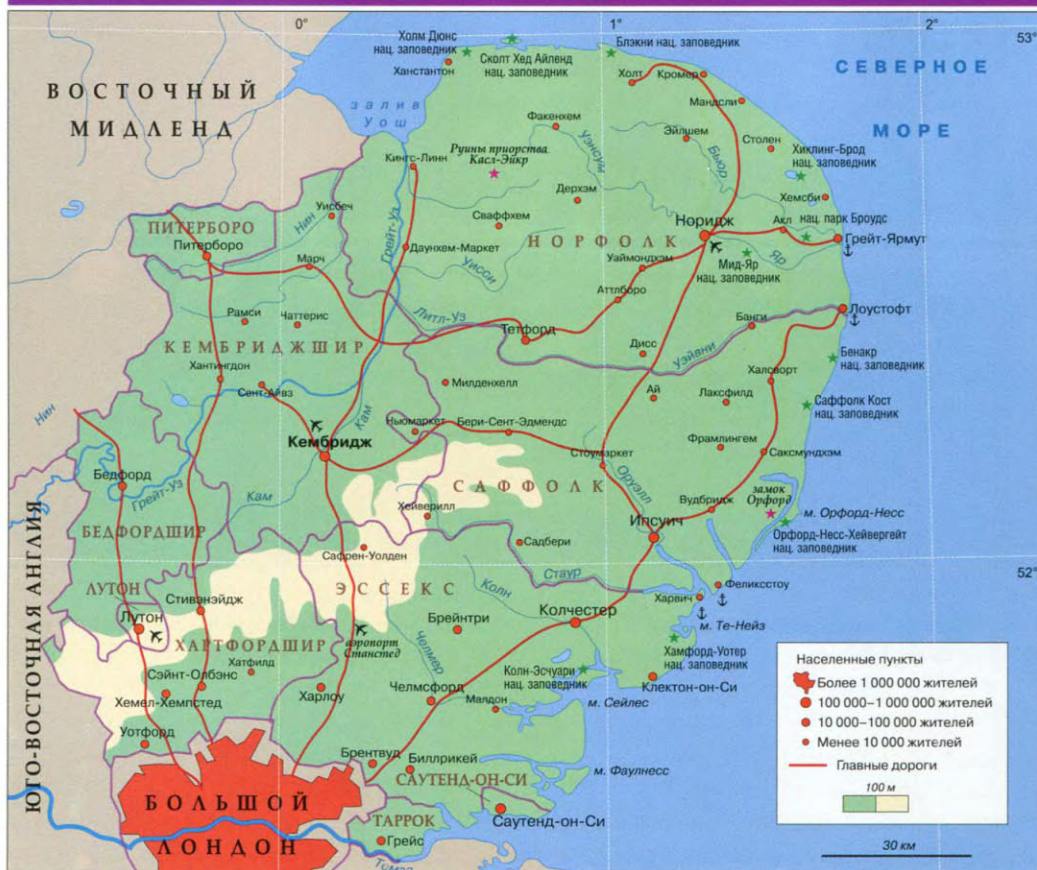 0°
1°
2°
53°
Холм Дюнс
нац. заповедник
Сколт Хед Айленд
нац. заповедник
Блэкни нац. заповедник
Ханстантон
Холт
Кромер
СЕВЕРНОЕ
МОРЕ
ВОСТОЧНЫЙ
МИДЛЕНД
залив
Уош
Мандсли
Факенхем
Эйлшем
Столен
Уэнсум
Бьюр
Хиклинг-Брод
нац. заповедник
Кингс-Линн
Руины приорства
Касл-Эйкр
Дерхэм
Хемсби
Уисбеч
Нин
Сваффхем
Норидж
Акл
нац. парк Броудс
ПИТЕРБОРО
Питерборо
Грейт-Уз
Даунхем-Маркет
НОРФОЛК
Грейт-Ярмут
Марч
Уисси
Уаймондхэм
Мид-Яр
нац. заповедник
Яр
Аттлборо
Рамси
Чаттерис
Литл-Уз
Тетфорд
Банги
Лоустофт
КЕМБРИДЖШИР
Дисс
Уэйвни
Бенакр
заповедник
Хантингдон
Сент-Айвз
Милденхелл
Ай
Халсворт
Лаксфилд
Саффолк Кост
нац. заповедник
Нин
Кам
Ньюмаркет
Бери-Сент-Эдмендс
Кембридж
Стоумаркет
Фрамлингем
Саксмундхэм
Бедфорд
Грейт-Уз
Кам
САФФОЛК
Оруэлл
Вудбридж
замок
Орфорд
м. Орфорд-Несс
Хейверилл
БЕДФОРДШИР
Ипсуич
Орфорд-Несс-Хейвергейт
нац. заповедник
Сафрен-Уолден
Садбери
52°
ЮГО-ВОСТОЧНАЯ АНГЛИЯ
ЛУТОН
Стивэнэйдж
ЭССЕКС
Колн
Стаур
Феликсстоу
Харвич
Лутон
Колчестер
м. Те-Нейз
ХАРТФОРДШИР
аэропорт
Станстед
Брейнтри
Хамфорд-Уотер
нац. заповедник
Хатфилд
Челмер
Сэйнт-Олбэнс
Колн-Эсчуари
нац. заповедник
Клектон-он-Си
Хемел-Хемпстед
Харлоу
Челмсфорд
Малдон
м. Сейлес
Уотфорд
Брентвуд
Биллрикей
м. Фаулнесс
САУТЕНД-ОН-СИ
БОЛЬШОЙ
ЛОНДОН
ТАРРОК
Саутенд-он-Си
Грейс
Темза
Населенные пункты
Более 1 000 000 жителей
100 000–1 000 000 жителей
10 000–100 000 жителей
Менее 10 000 жителей
Главные дороги
100 м
30 км